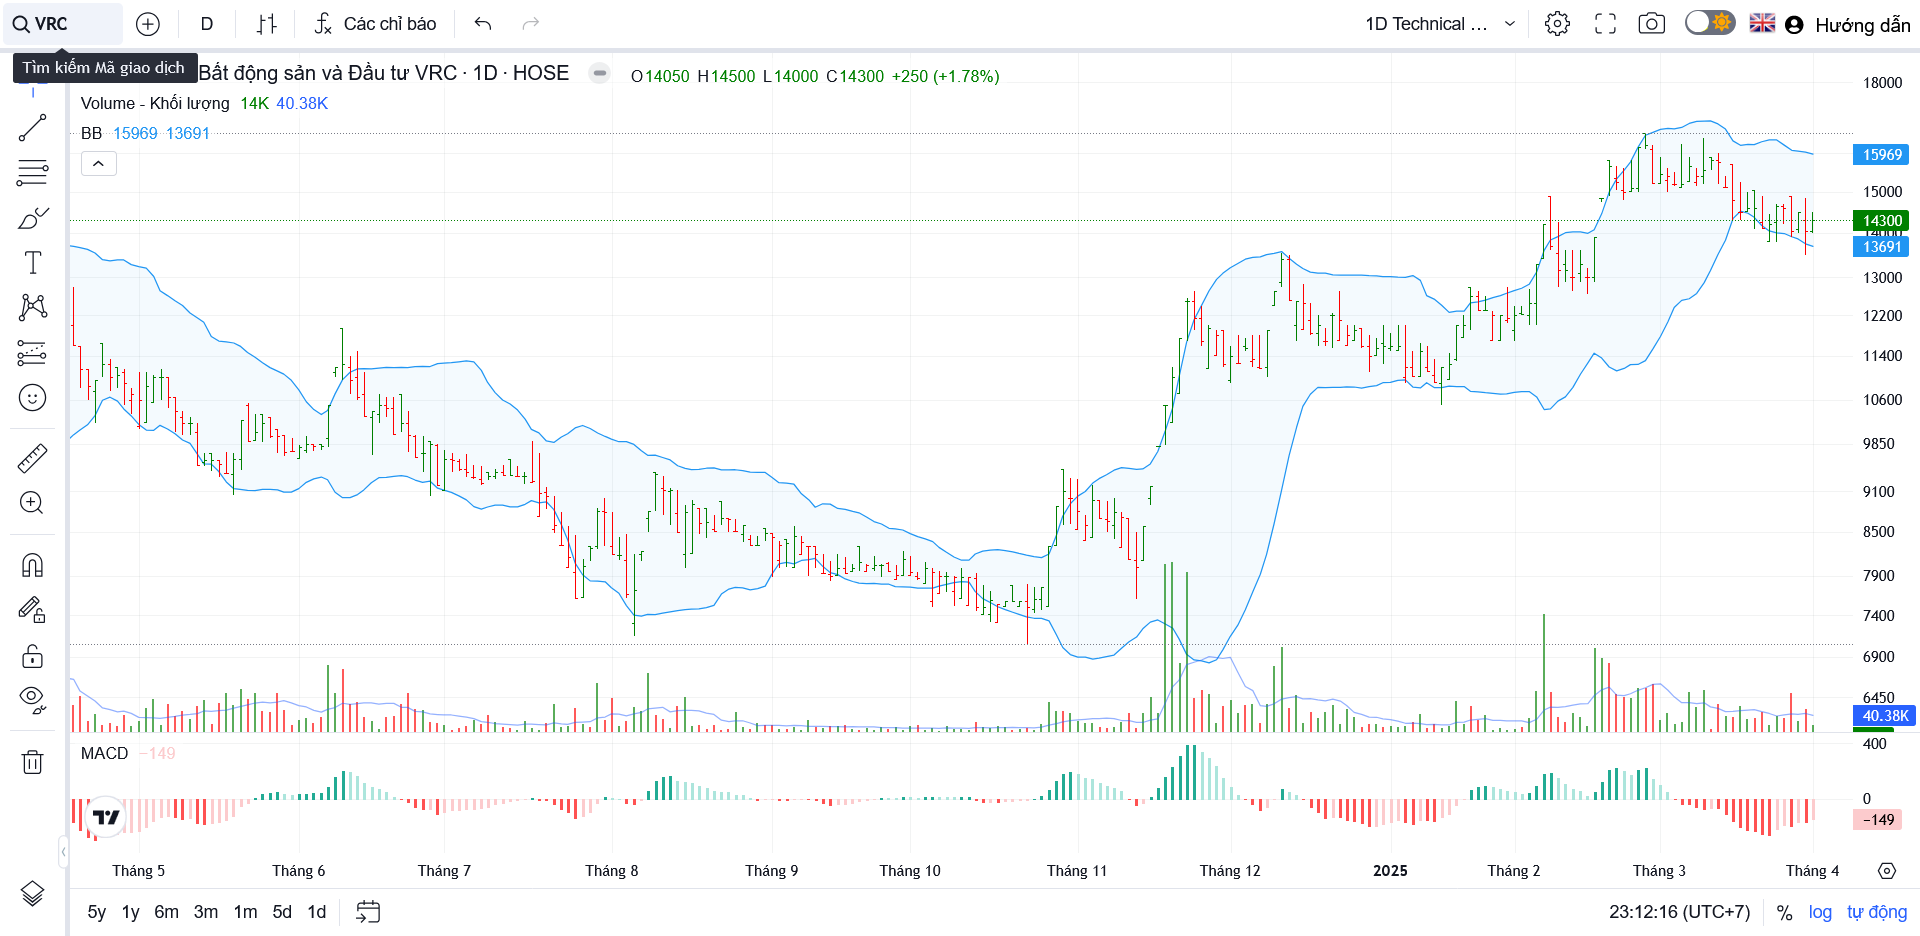 VRC D Các chỉ báo 1D Technical ... Hướng dẫn
Tìm kiếm Mã giao dịch
Bất động sản và Đầu tư VRC · 1D · HOSE O14050 H14500 L14000 C14300 +250 (+1.78%)
Volume - Khối lượng 14K 40.38K
BB 15969 13691
18000
15969
15000
14300
14000
13691
13000
12200
11400
10600
9850
9100
8500
7900
7400
6900
6450
40.38K
MACD −149
400
0
−149
Tháng 5 Tháng 6 Tháng 7 Tháng 8 Tháng 9 Tháng 10 Tháng 11 Tháng 12 2025 Tháng 2 Tháng 3 Tháng 4
5y 1y 6m 3m 1m 5d 1d 23:12:16 (UTC+7) % log tự động